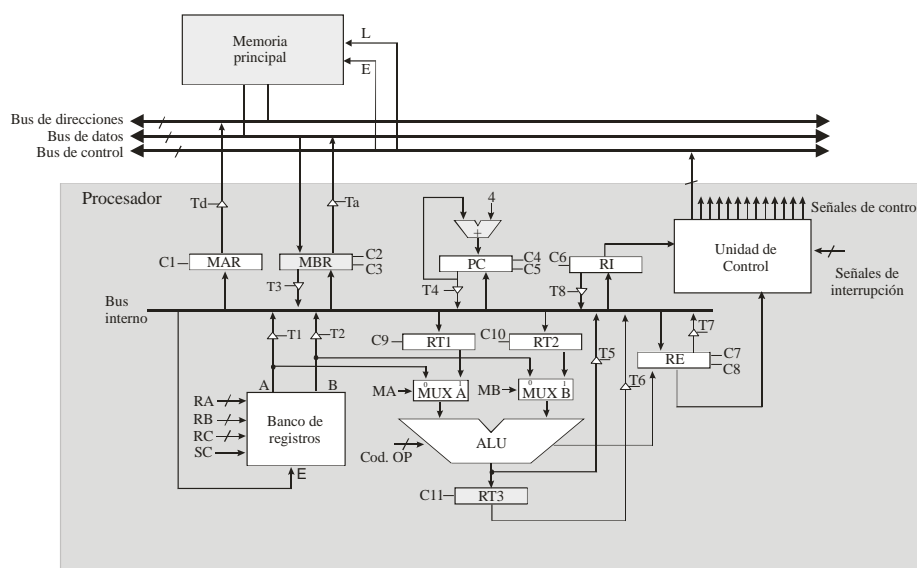 Memoria
principal
L
E
Bus de direcciones
Bus de datos
Bus de control
Procesador
Td
Ta
4
+
Señales de control
Unidad de
Control
Señales de
interrupción
C1
MAR
MBR
C2
C3
PC
C4
C5
C6
RI
T3
T4
T8
Bus
interno
T1
T2
C9
RT1
C10
RT2
T5
T7
RE
C7
C8
T6
A
B
MA
0 1
MUX A
MB
0 1
MUX B
RA
RB
RC
SC
Banco de
registros
E
Cod. OP
ALU
C11
RT3